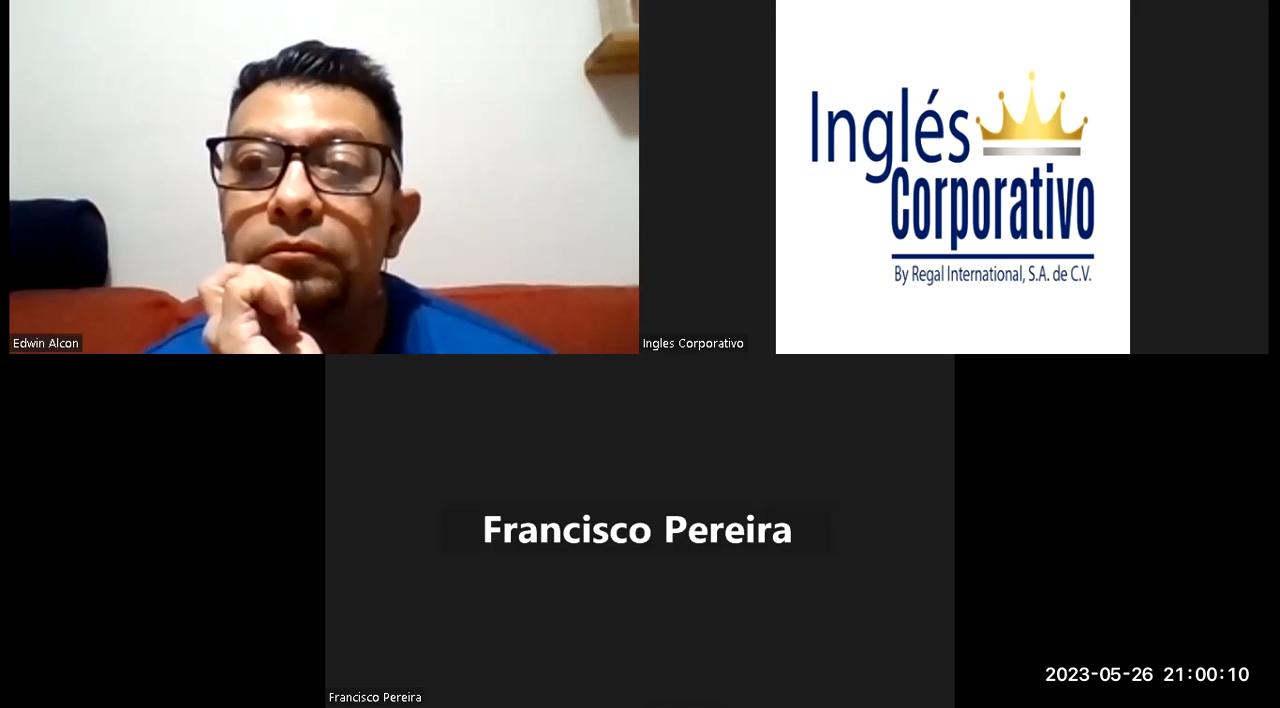 Inglés
Corporativo
By Regal International, S.A. de C.V.
Edwin Alcon
Ingles Corporativo
Francisco Pereira
Francisco Pereira
2023-05-26 21:00:10